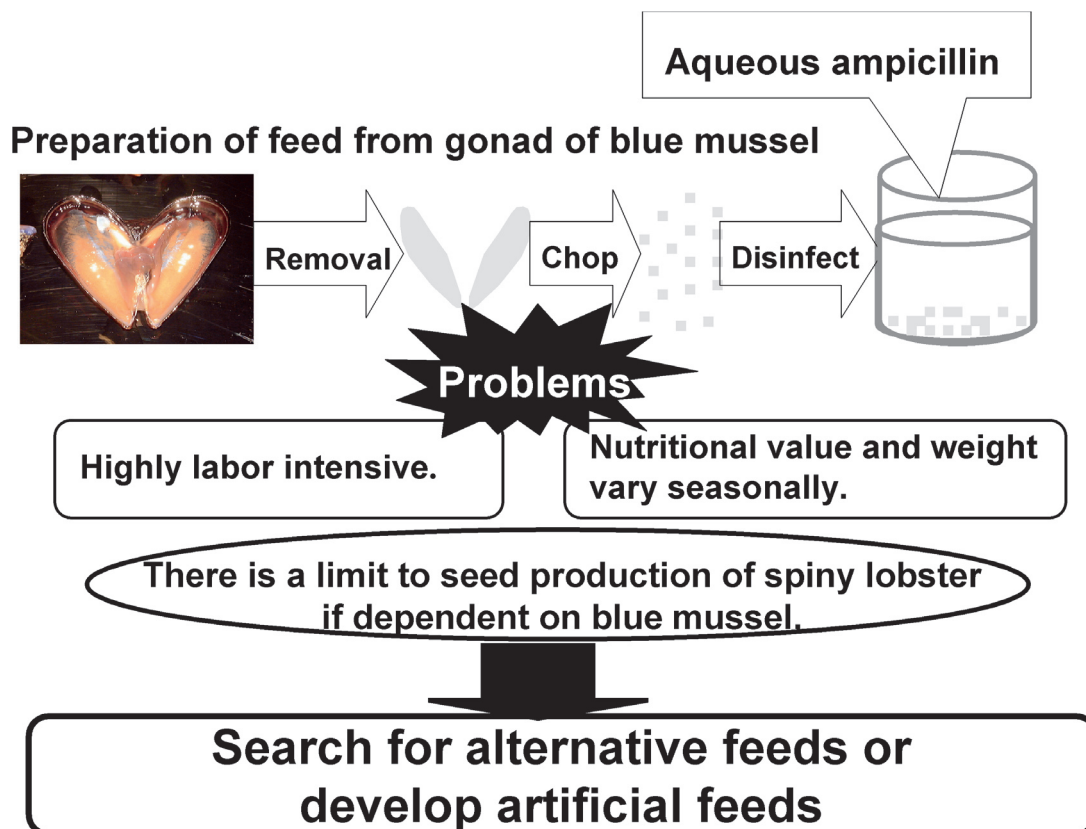 Aqueous ampicillin
Preparation of feed from gonad of blue mussel
Removal
Chop
Disinfect
Problems
Highly labor intensive.
Nutritional value and weight
vary seasonally.
There is a limit to seed production of spiny lobster
if dependent on blue mussel.
Search for alternative feeds or
develop artificial feeds